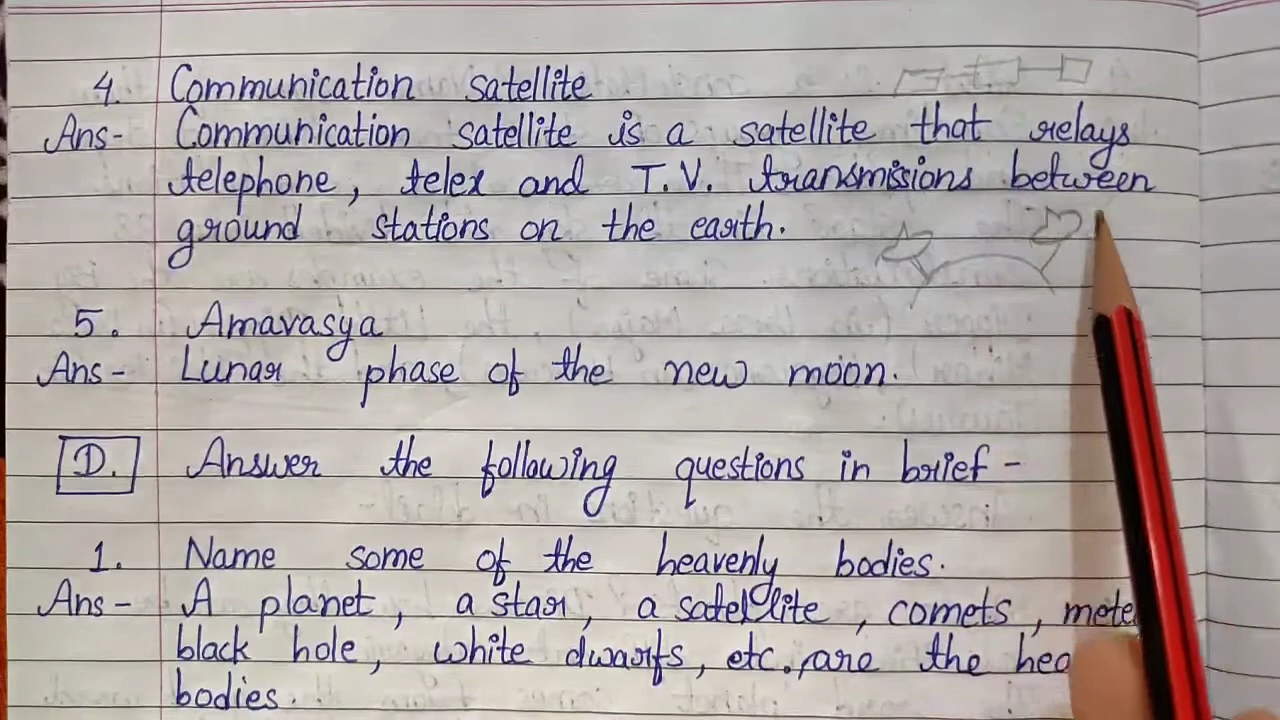 4. Communication satellite
Ans- Communication satellite is a satellite that relays
telephone, telex and T.V. transmissions between
ground stations on the earth.
5. Amavasya
Ans- Lunar phase of the new moon.
D. Answer the following questions in brief-
1. Name some of the heavenly bodies.
Ans- A planet, a star, a satellite, comets, mete
black hole, white dwarfs, etc. are the hea
bodies.